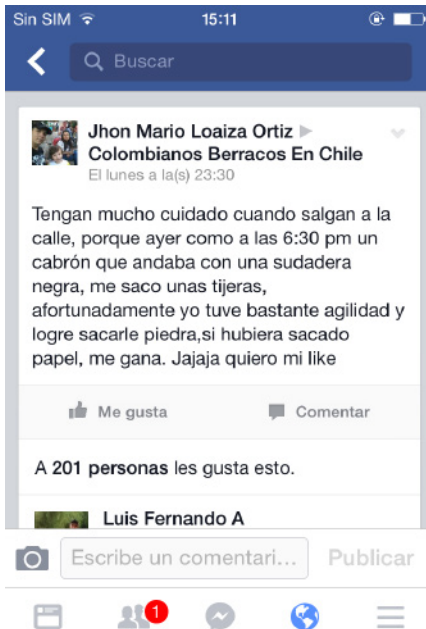 Sin SIM 15:11
Buscar
Jhon Mario Loaiza Ortiz ▶
Colombianos Berracos En Chile
El lunes a la(s) 23:30
Tengan mucho cuidado cuando salgan a la
calle, porque ayer como a las 6:30 pm un
cabrón que andaba con una sudadera
negra, me saco unas tijeras,
afortunadamente yo tuve bastante agilidad y
logre sacarle piedra,si hubiera sacado
papel, me gana. Jajaja quiero mi like
Me gusta Comentar
A 201 personas les gusta esto.
Luis Fernando A
Escribe un comentari... Publicar
1